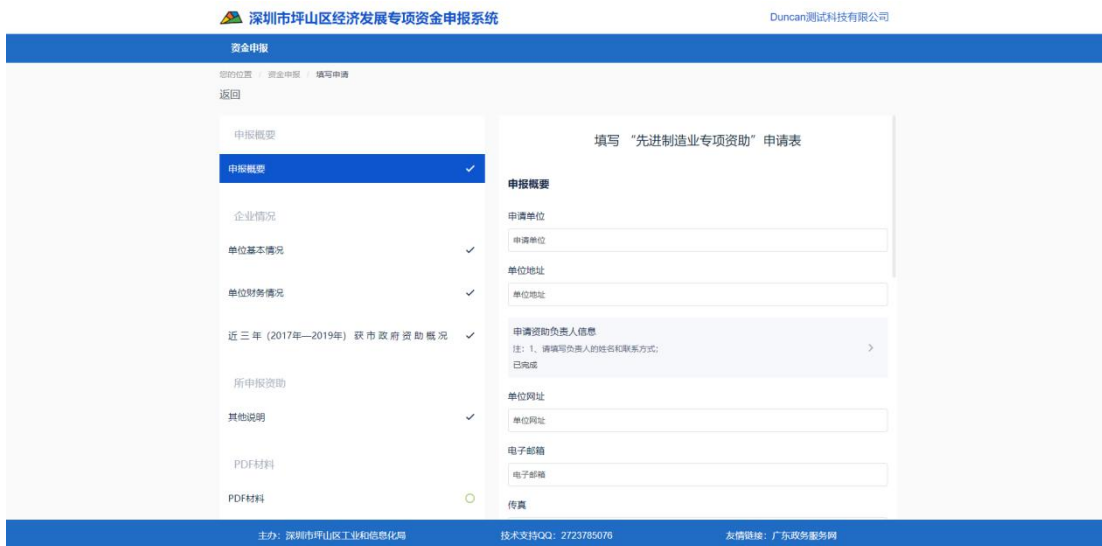 深圳市坪山区经济发展专项资金申报系统
Duncan测试科技有限公司
资金申报
您的位置 / 资金申报 / 填写申请
返回
申报概要
申报概要
企业情况
单位基本情况
单位财务情况
近三年（2017年—2019年）获市政府资助概况
所申报资助
其他说明
PDF材料
PDF材料
填写 “先进制造业专项资助”申请表
申报概要
申请单位
申请单位
单位地址
单位地址
申请资助负责人信息
注：1、请填写负责人的姓名和联系方式;
已完成
单位网址
单位网址
电子邮箱
电子邮箱
传真
主办：深圳市坪山区工业和信息化局
技术支持QQ：2723785076
友情链接：广东政务服务网